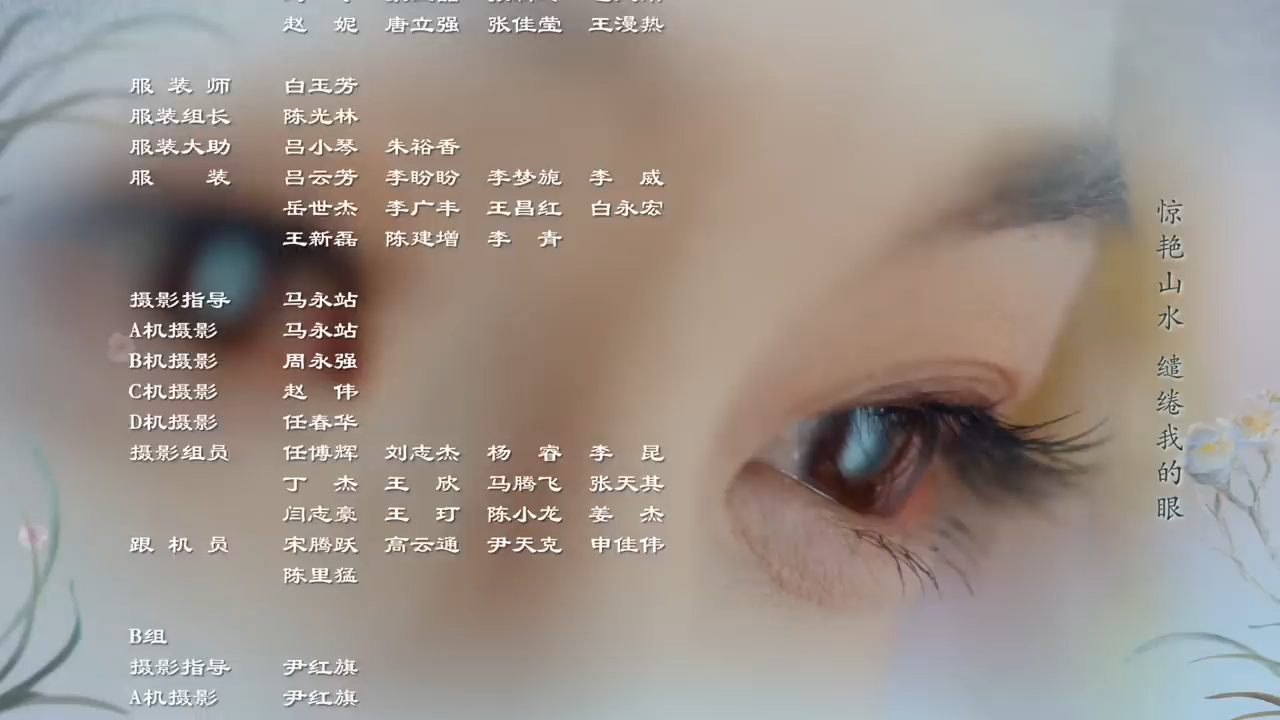 赵 妮 唐立强 张佳莹 王漫热
服装师 白玉芳
服装组长 陈光林
服装大助 吕小琴 朱裕香
服装 吕云芳 李盼盼 李梦旎 李 威
岳世杰 李广丰 王昌红 白永宏
王新磊 陈建增 李 青
摄影指导 马永站
A机摄影 马永站
B机摄影 周永强
C机摄影 赵 伟
D机摄影 任春华
摄影组员 任博辉 刘志杰 杨 睿 李 昆
丁 杰 王 欣 马腾飞 张天其
闫志豪 王 玎 陈小龙 姜 杰
跟机员 宋腾跃 高云通 尹天克 申佳伟
陈里猛
B组
摄影指导 尹红旗
A机摄影 尹红旗
惊艳山水 缱绻我的眼